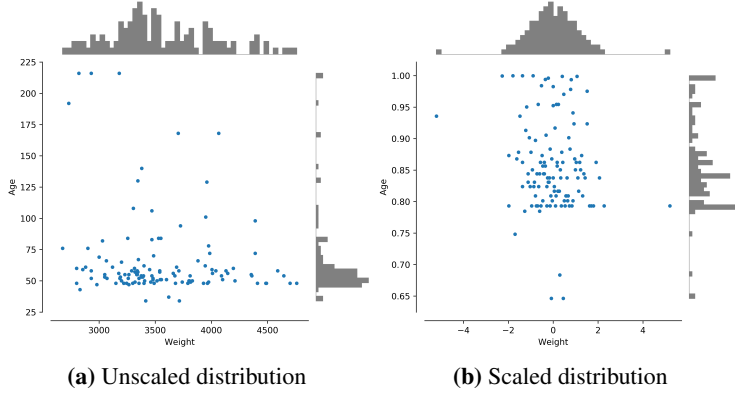 225
200
175
150
125
100
75
50
25
Age
3000 3500 4000 4500
Weight
(a) Unscaled distribution
1.00
0.95
0.90
0.85
0.80
0.75
0.70
0.65
Age
−4 −2 0 2 4
Weight
(b) Scaled distribution